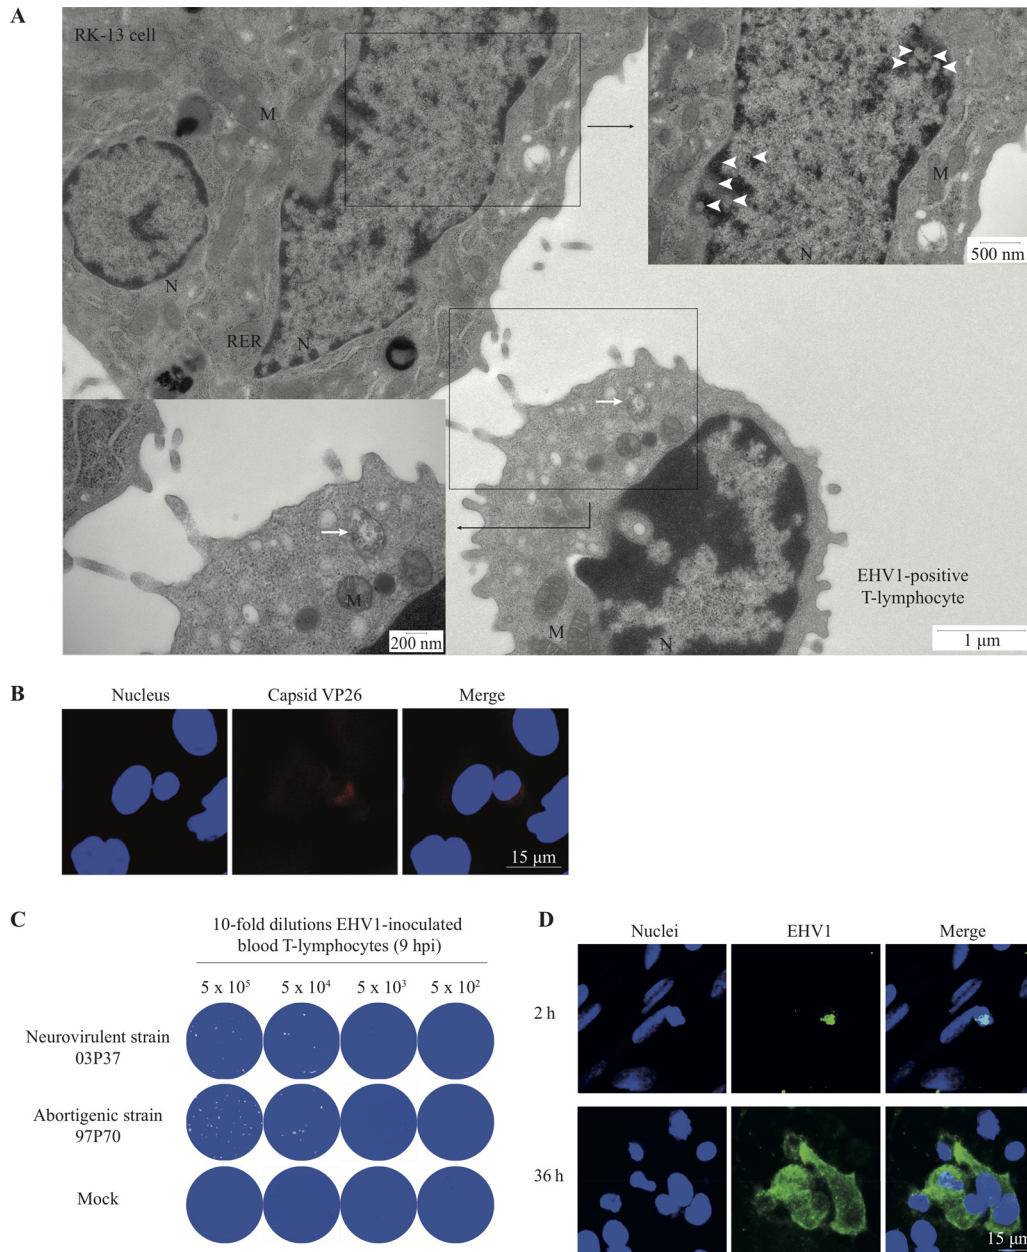 A
RK-13 cell
M
N
RER
N
M
N
500 nm
M
200 nm
M
N
EHV1-positive
T-lymphocyte
1 μm
B
Nucleus
Capsid VP26
Merge
15 μm
C
10-fold dilutions EHV1-inoculated
blood T-lymphocytes (9 hpi)
5 x 10⁵
5 x 10⁴
5 x 10³
5 x 10²
Neurovirulent strain
03P37
Abortigenic strain
97P70
Mock
D
Nuclei
EHV1
Merge
2 h
36 h
15 μm